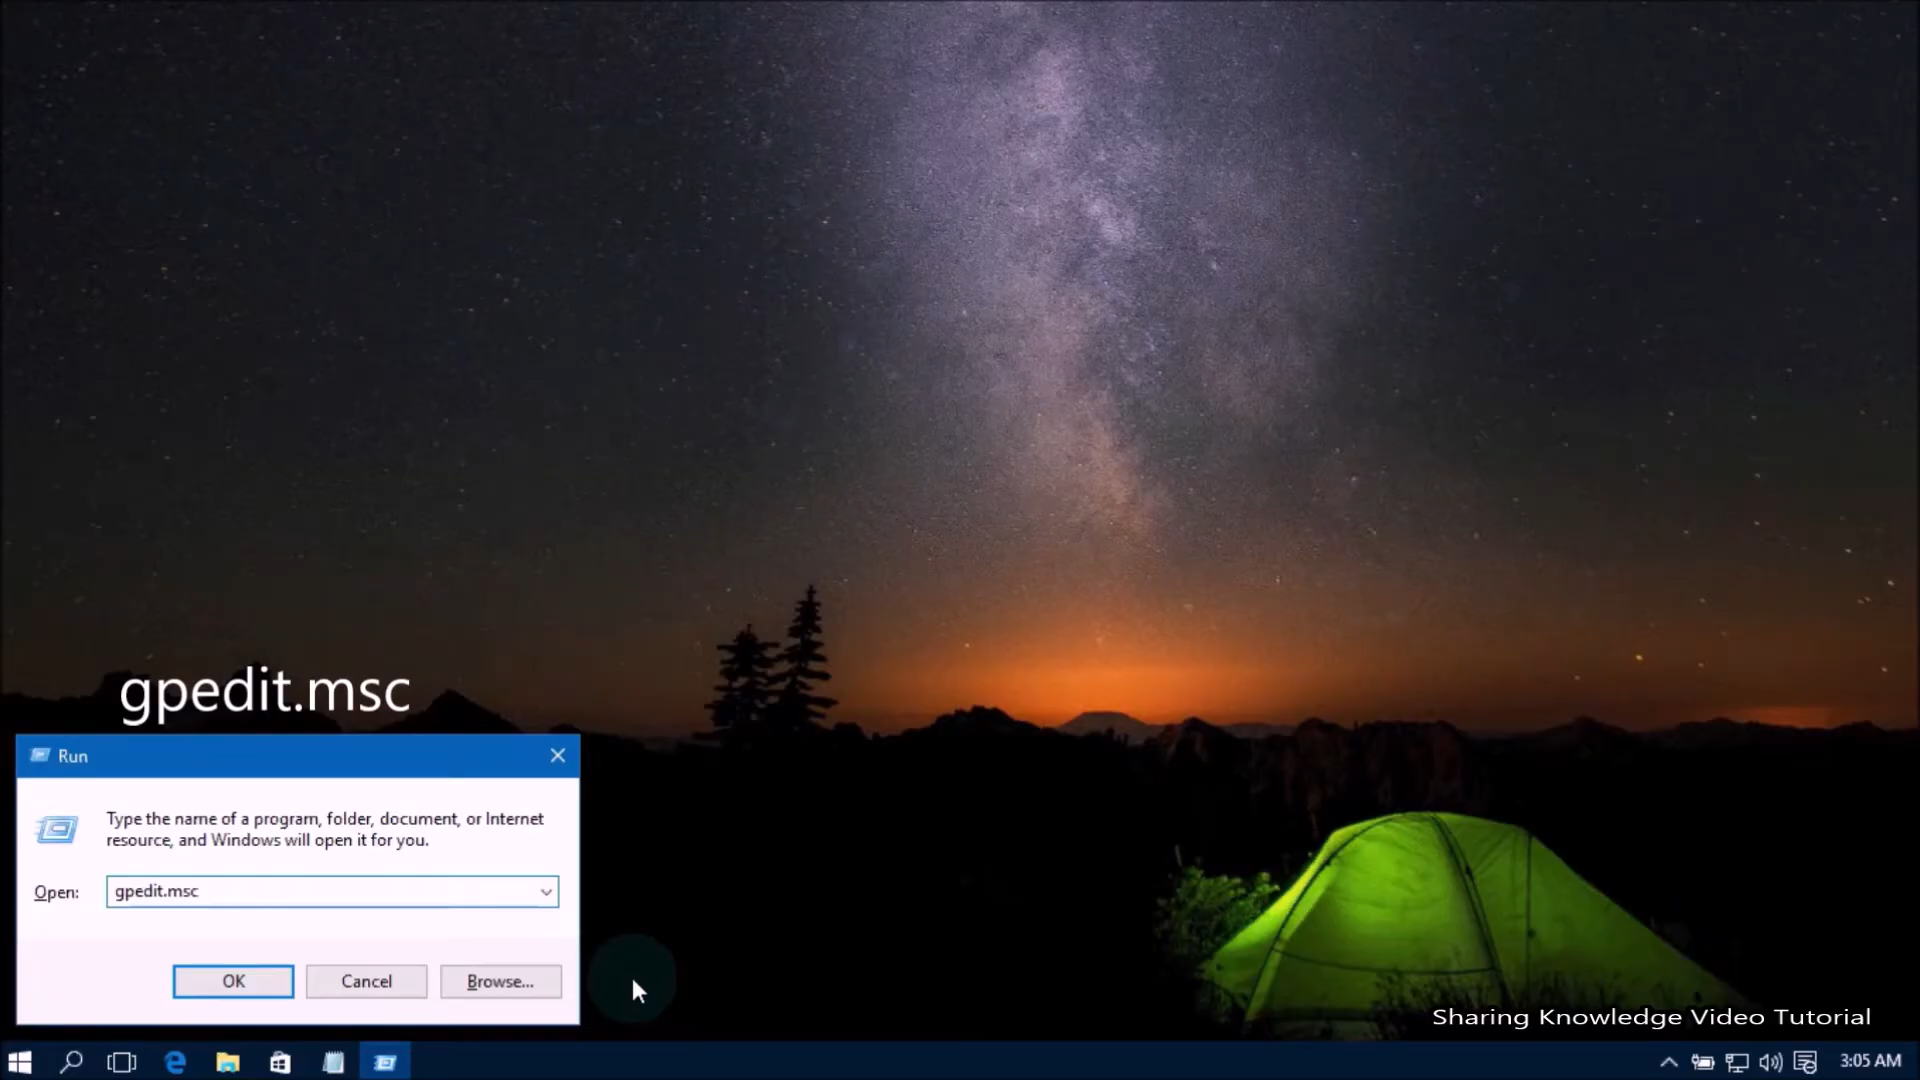 gpedit.msc
Run
Type the name of a program, folder, document, or Internet
resource, and Windows will open it for you.
Open:
gpedit.msc
OK
Cancel
Browse...
Sharing Knowledge Video Tutorial
3:05 AM